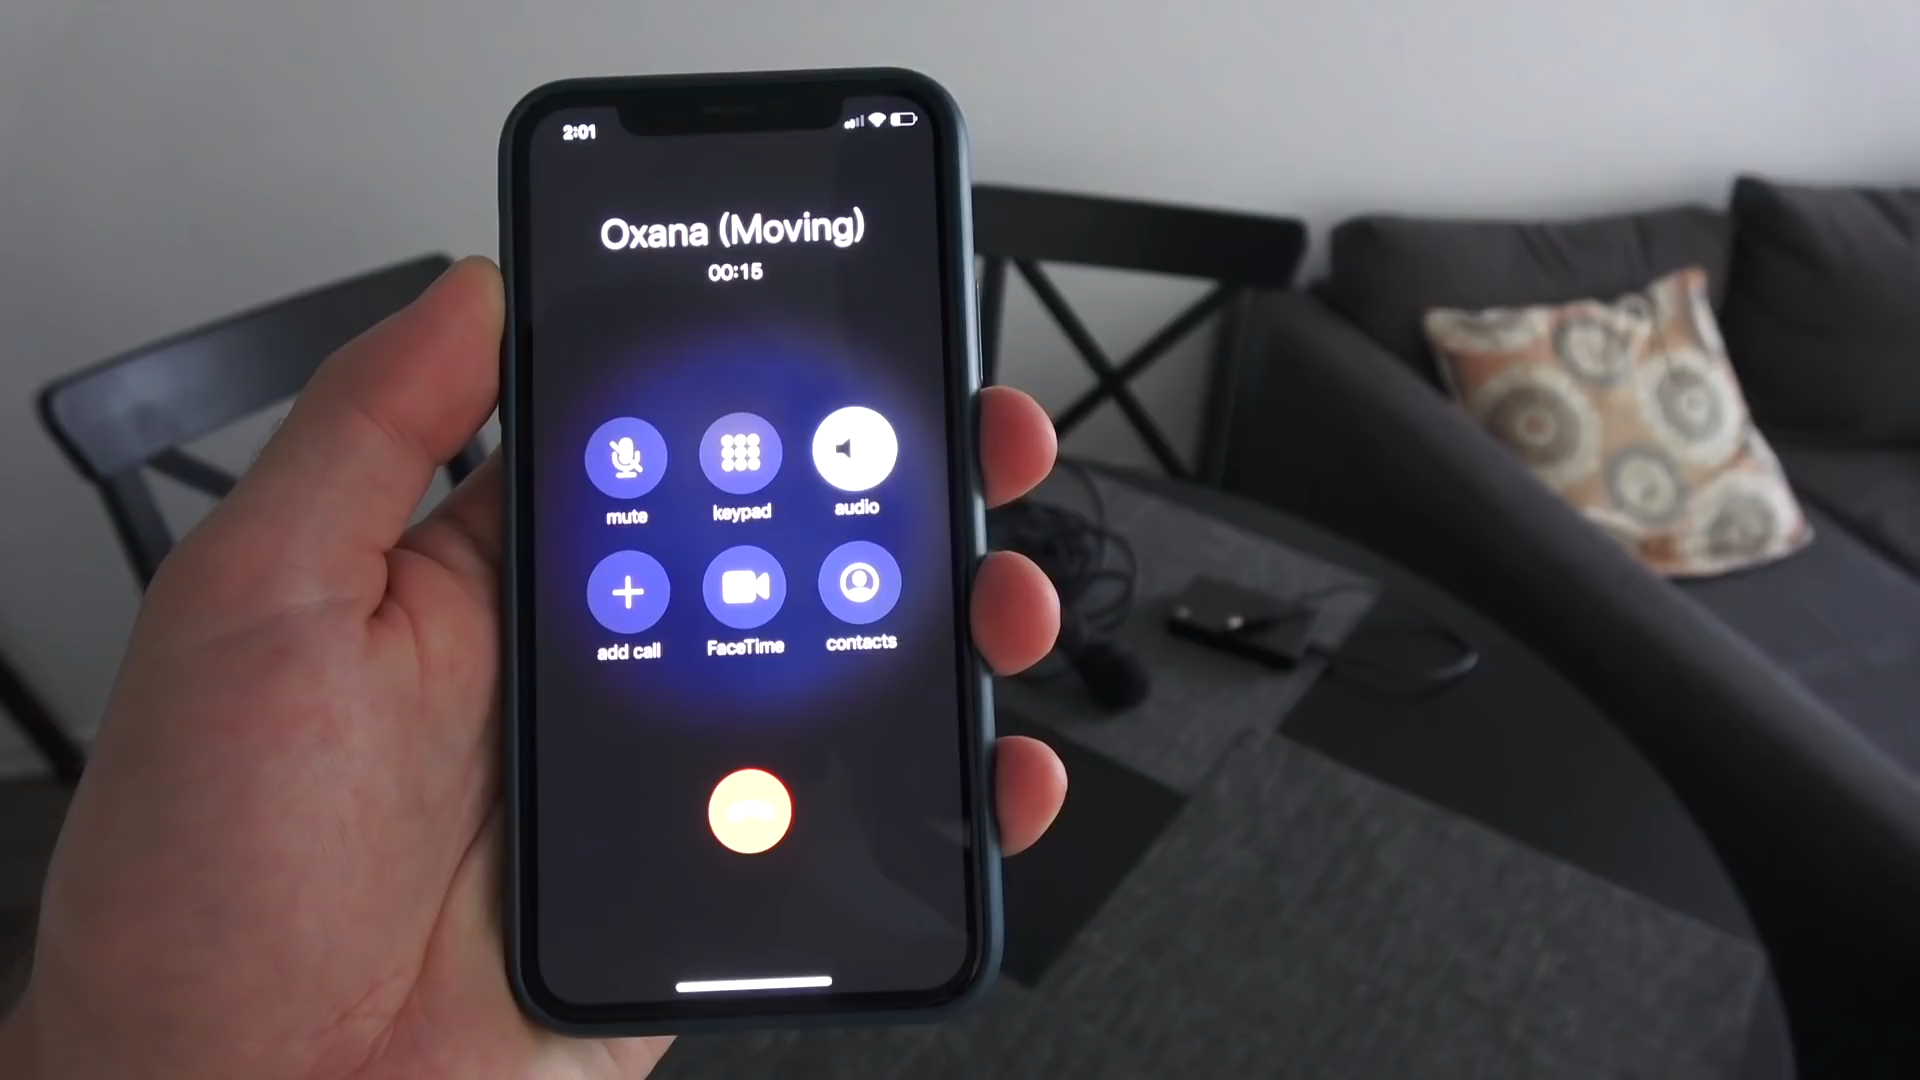 2:01
Oxana (Moving)
00:15
mute
keypad
audio
add call
FaceTime
contacts